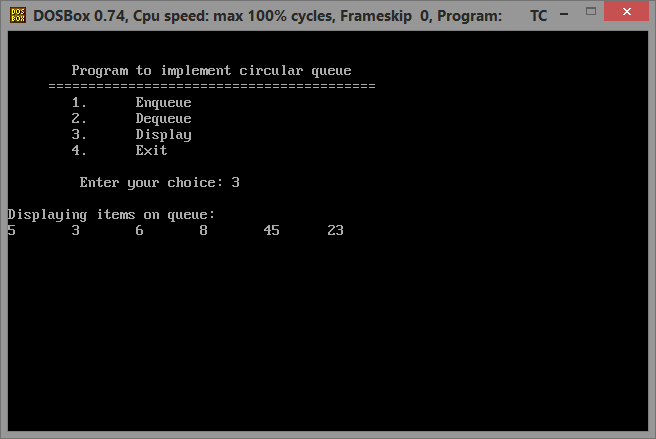 DOS BOX
DOSBox 0.74, Cpu speed: max 100% cycles, Frameskip 0, Program: TC
Program to implement circular queue
=========================================
1. Enqueue
2. Dequeue
3. Display
4. Exit
Enter your choice: 3
Displaying items on queue:
5 3 6 8 45 23